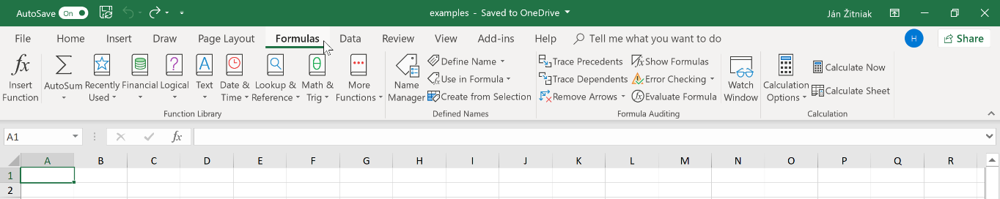 AutoSave On examples - Saved to OneDrive Ján Žitniak
File Home Insert Draw Page Layout Formulas Data Review View Add-ins Help Tell me what you want to do H Share
fx Σ ? A θ
Insert Function
AutoSum
Recently Used
Financial
Logical
Text
Date & Time
Lookup & Reference
Math & Trig
More Functions
Function Library
Name Manager
Define Name
Use in Formula
Create from Selection
Defined Names
Trace Precedents
Trace Dependents
Remove Arrows
Show Formulas
Error Checking
Evaluate Formula
Formula Auditing
Watch Window
Calculation Options
Calculate Now
Calculate Sheet
Calculation
A1 fx
A B C D E F G H I J K L M N O P Q R
1
2